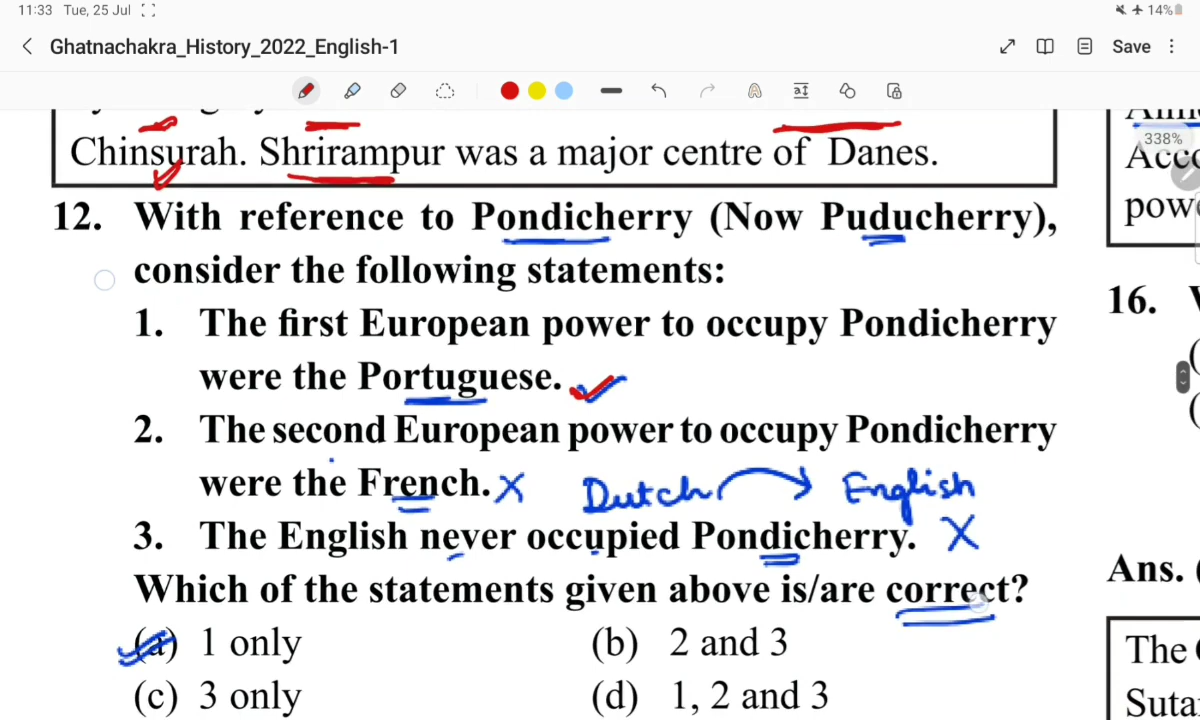 11:33 Tue, 25 Jul
14%
Ghatnachakra_History_2022_English-1
Save
338%
Chinsurah. Shrirampur was a major centre of Danes.
12. With reference to Pondicherry (Now Puducherry),
consider the following statements:
1. The first European power to occupy Pondicherry
were the Portuguese.
2. The second European power to occupy Pondicherry
were the French. X Dutch English
3. The English never occupied Pondicherry. X
Which of the statements given above is/are correct?
(a) 1 only (b) 2 and 3
(c) 3 only (d) 1, 2 and 3
16.
Ans.
The